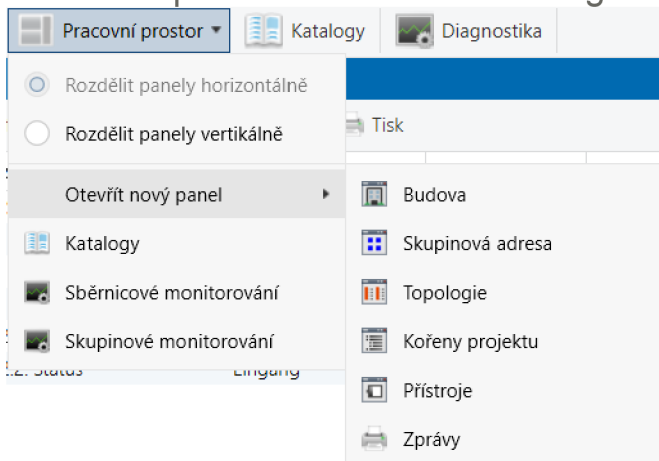 Pracovní prostor Katalogy Diagnostika
Rozdělit panely horizontálně
Rozdělit panely vertikálně
Tisk
Otevřít nový panel
Katalogy
Sběrnicové monitorování
Skupinové monitorování
Budova
Skupinová adresa
Topologie
Kořeny projektu
Přístroje
Zprávy